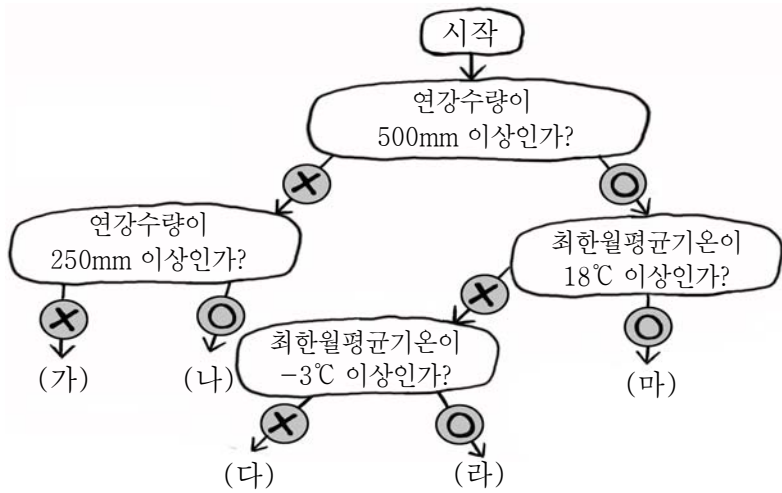 시작
연강수량이
500mm 이상인가?
연강수량이
250mm 이상인가?
최한월평균기온이
18℃ 이상인가?
최한월평균기온이
-3℃ 이상인가?
(가)
(나)
(마)
(다)
(라)